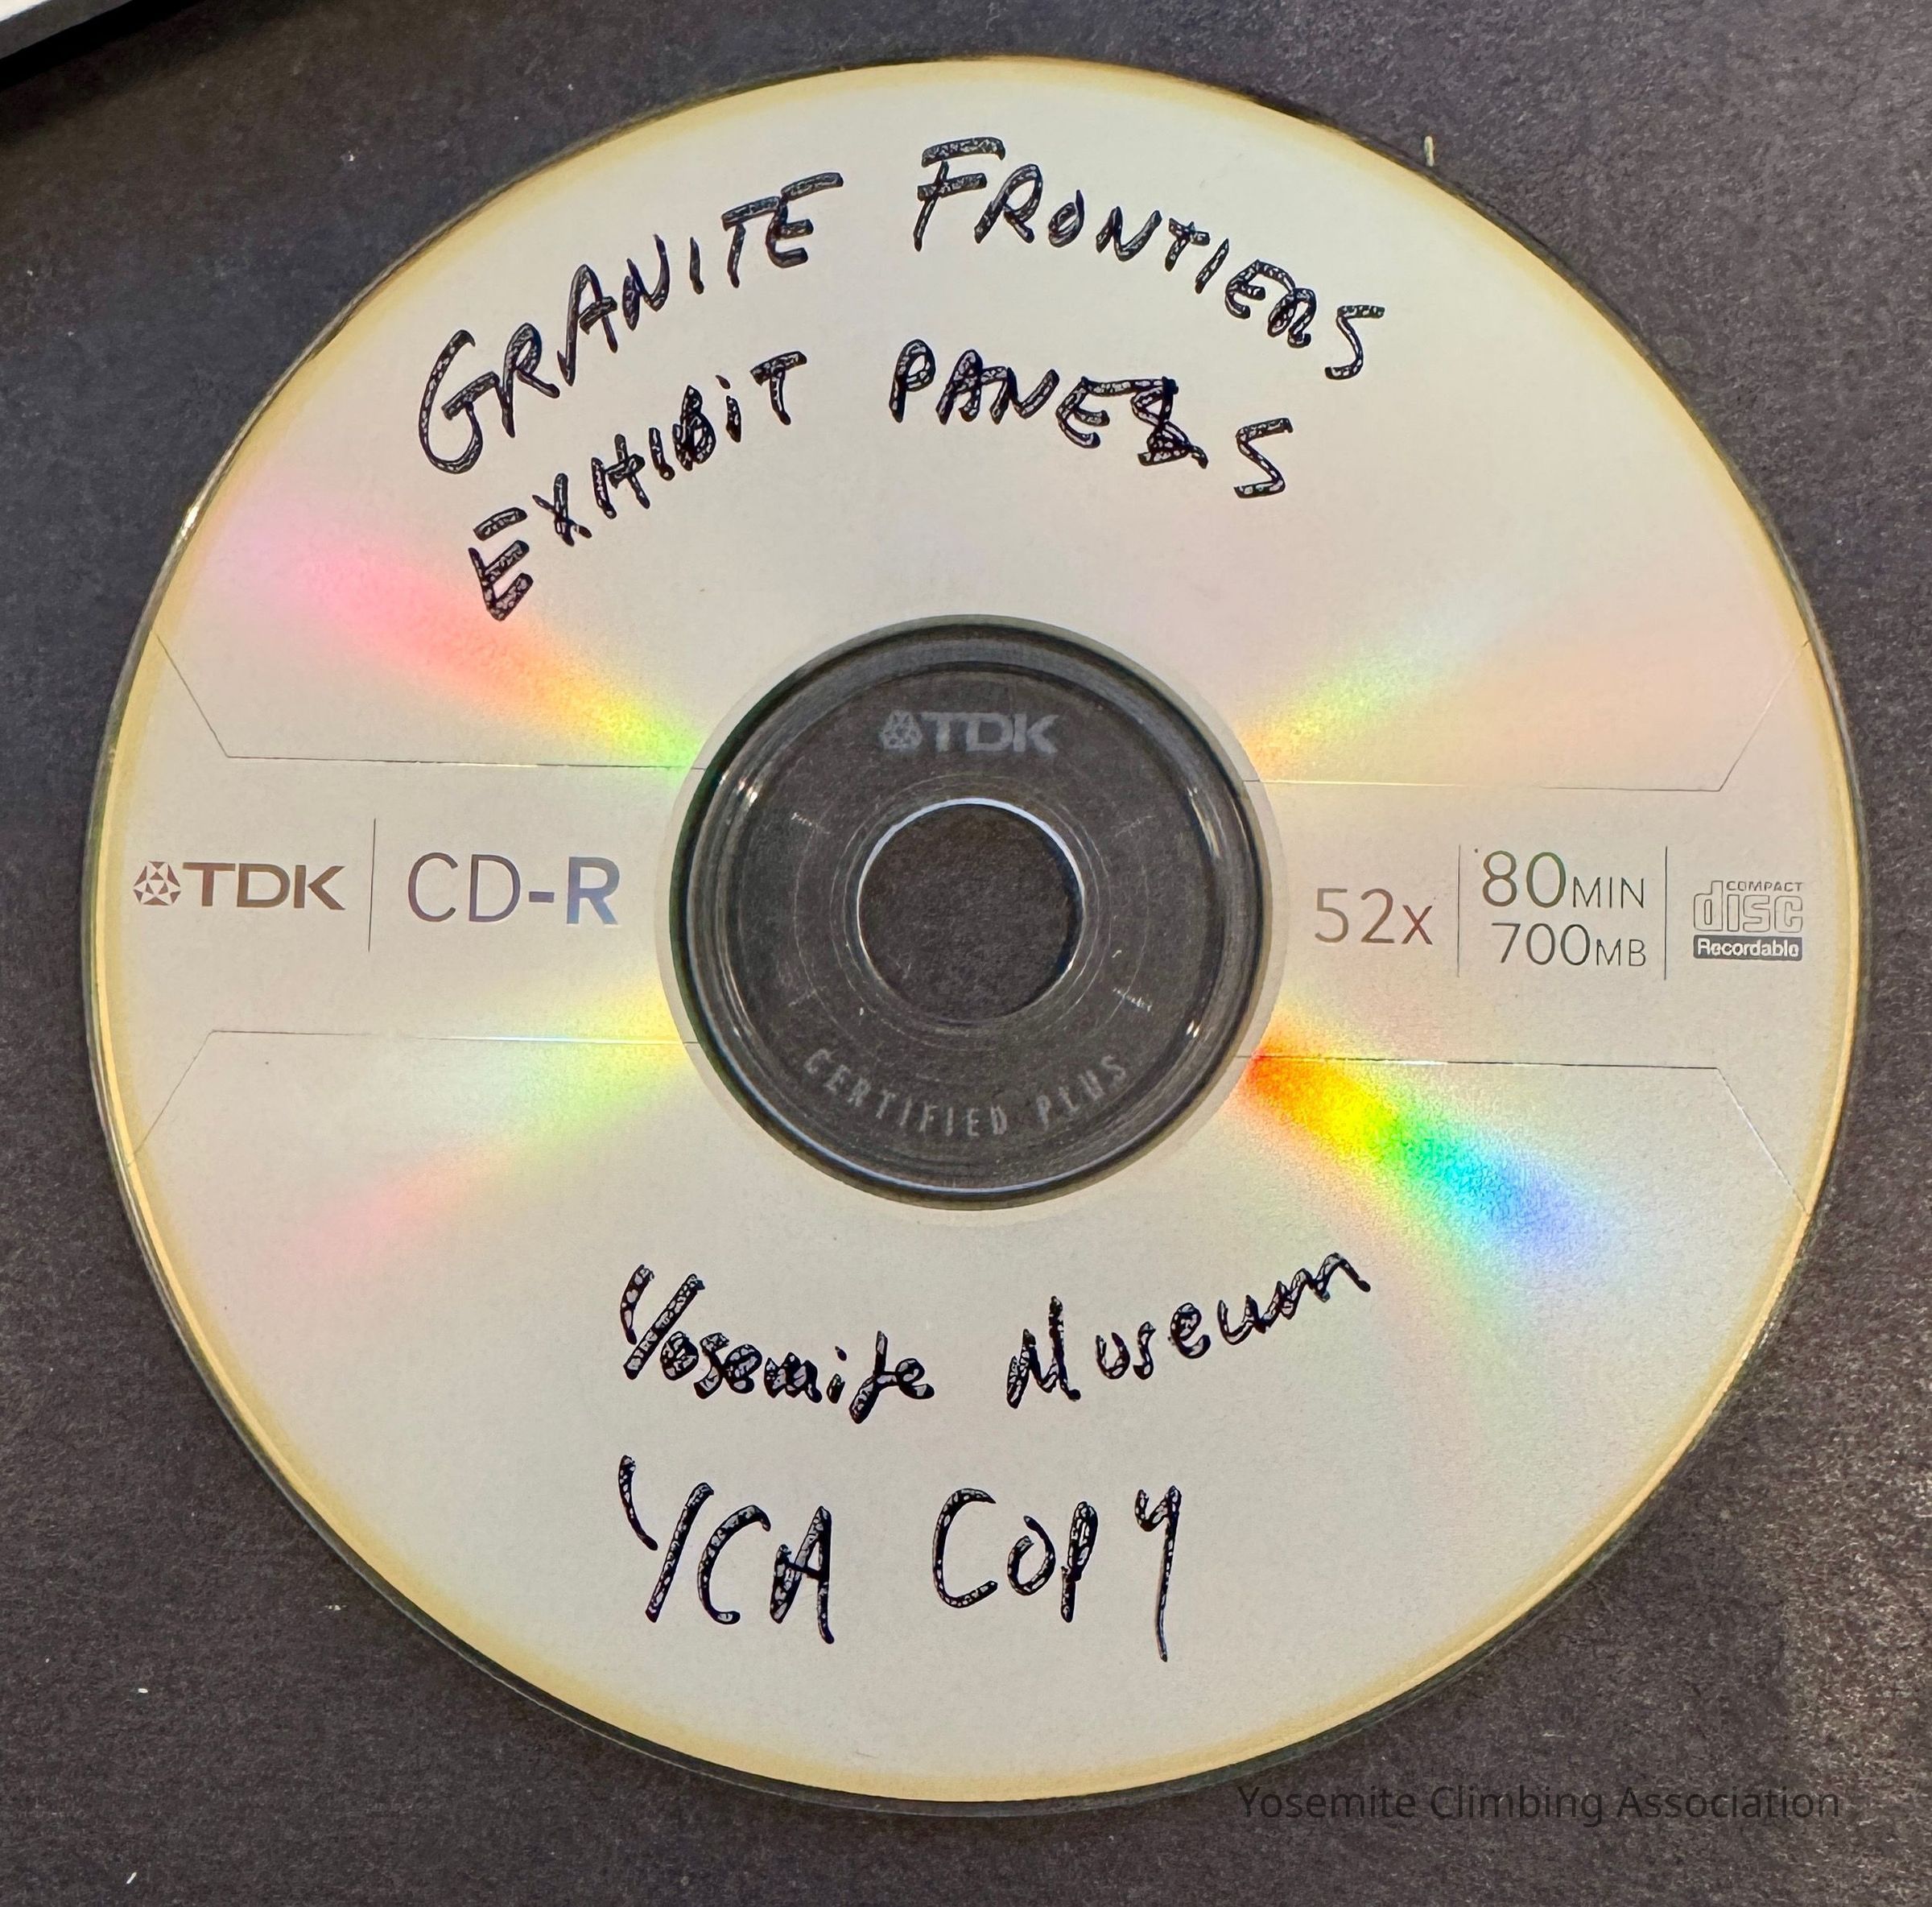 GRANITE FRONTIERS
EXHIBIT PANELS
TDK
TDK CD-R
52x 80MIN 700MB COMPACT disc Recordable
CERTIFIED PLUS
Yosemite Museum
YCA COPY
Yosemite Climbing Association